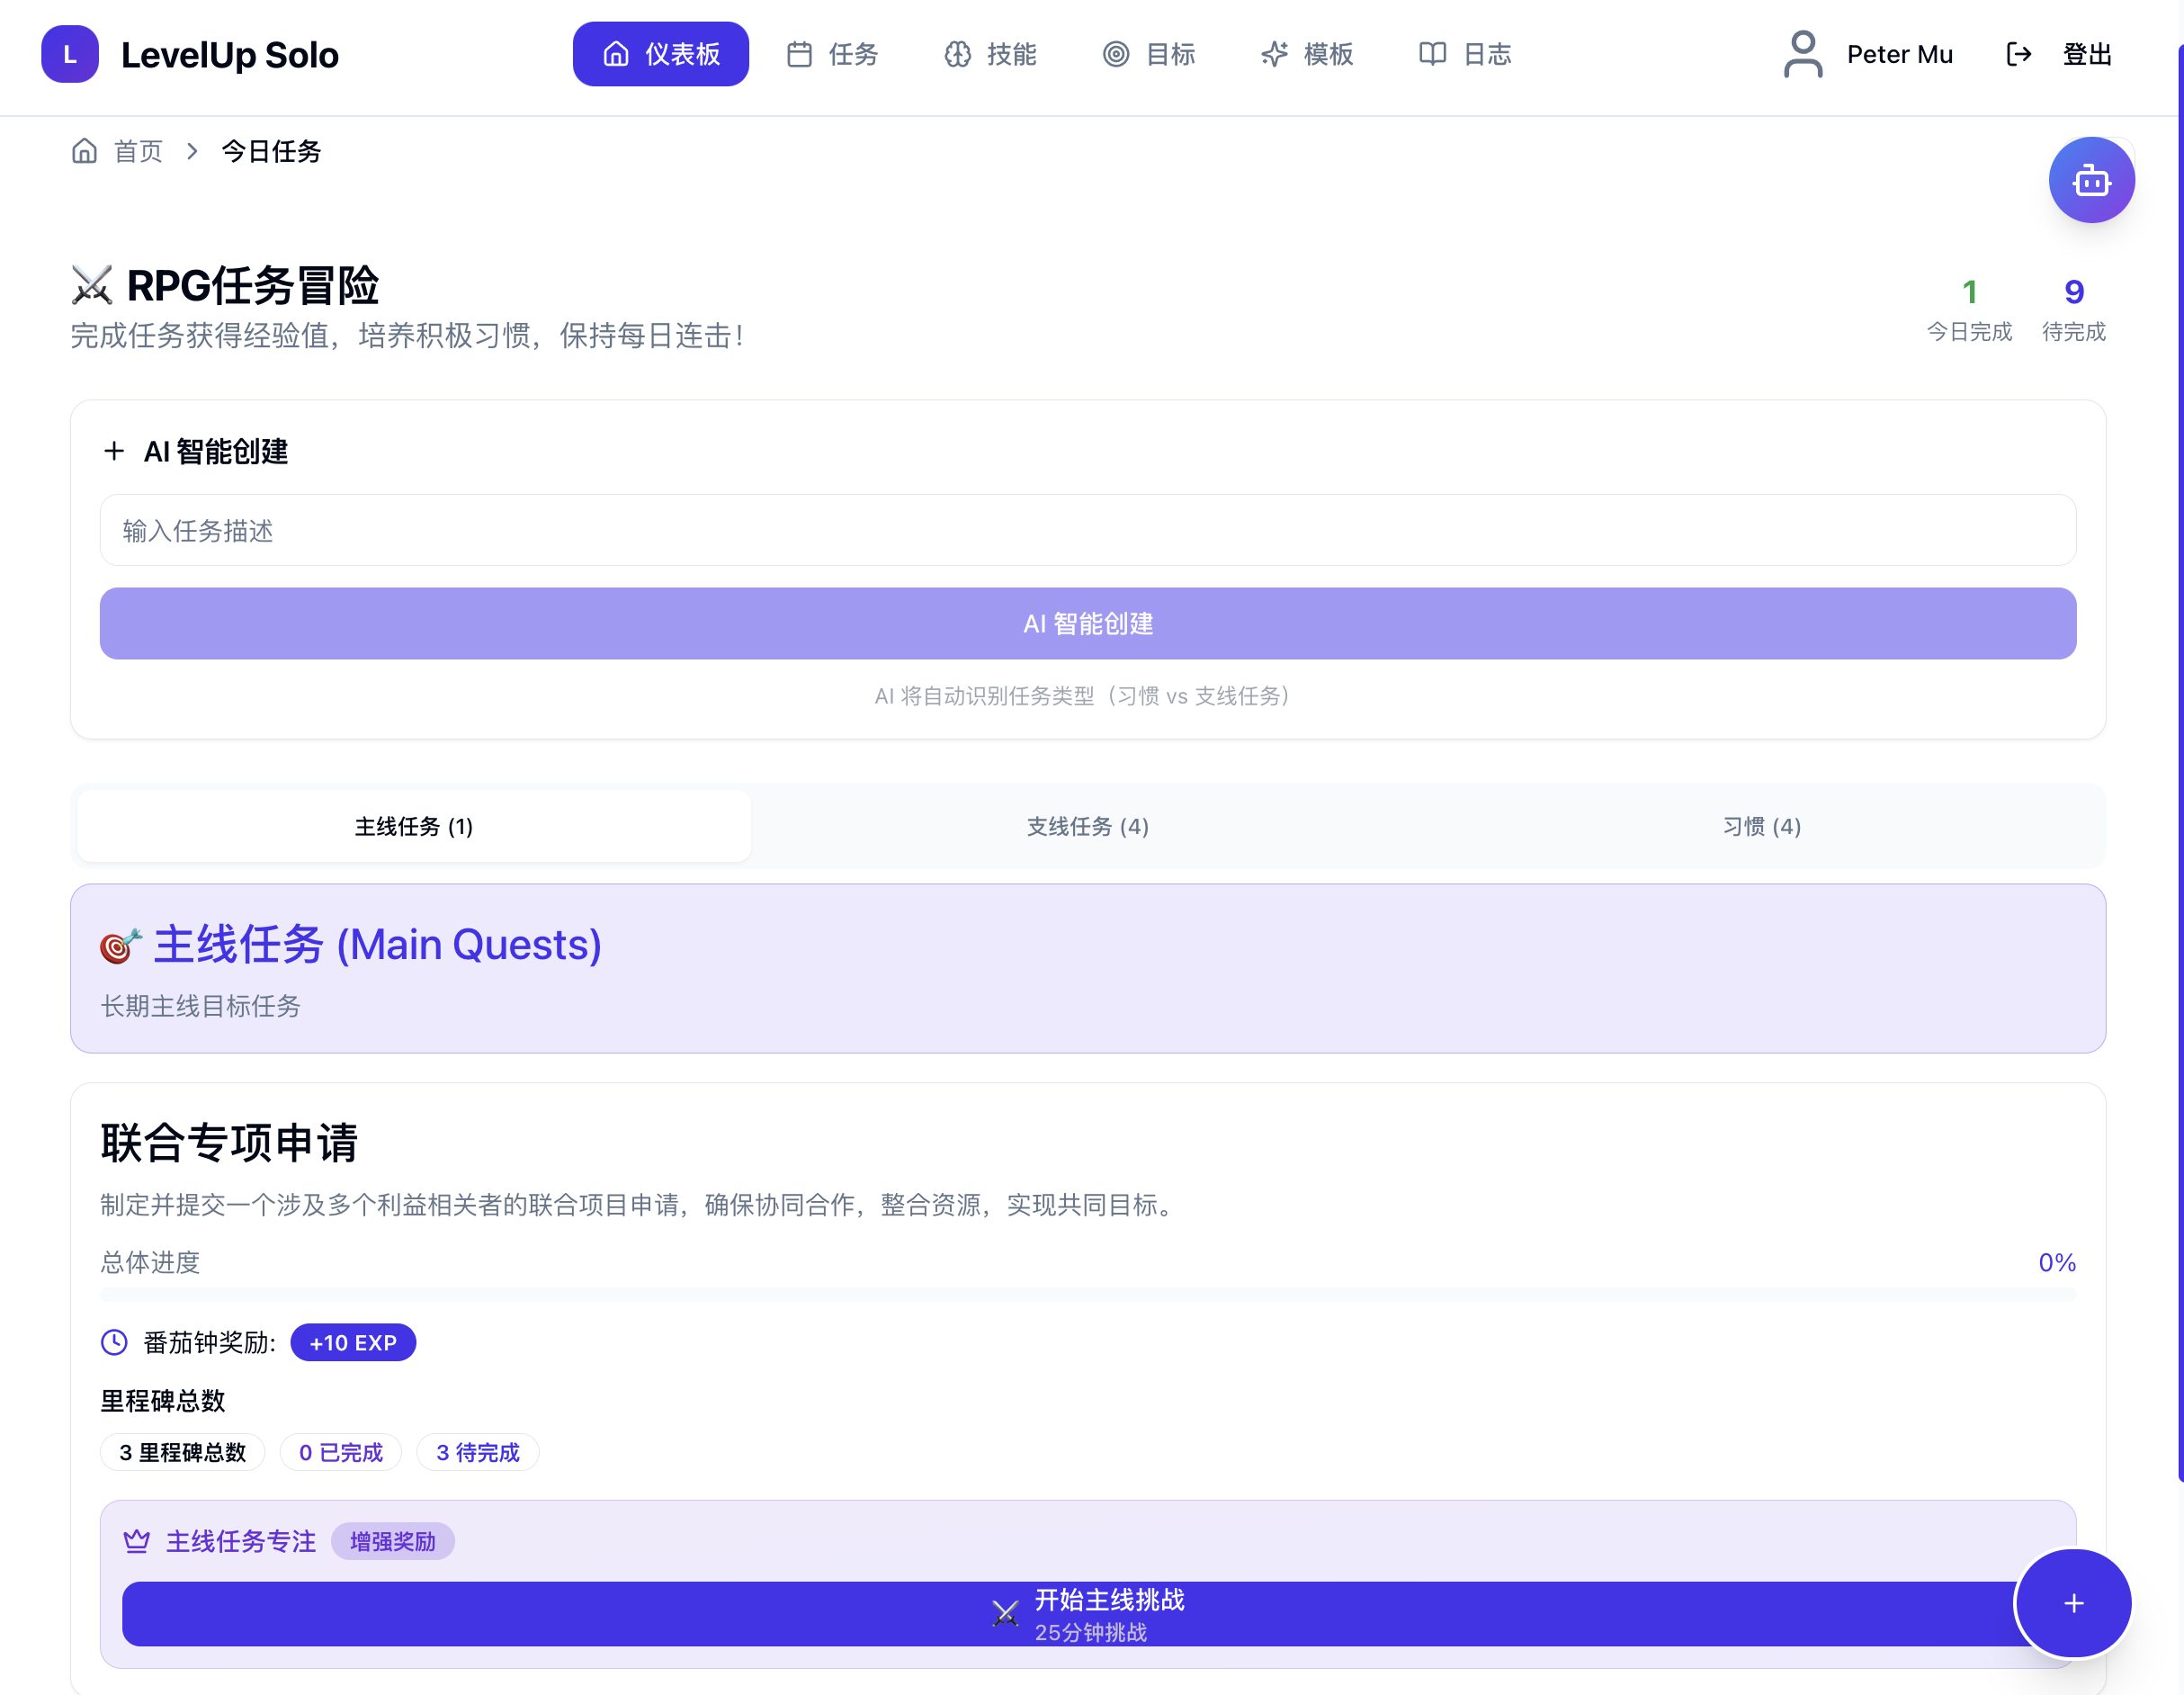 L LevelUp Solo 仪表板 任务 技能 目标 模板 日志 Peter Mu 登出
首页 > 今日任务
⚔️ RPG任务冒险
完成任务获得经验值，培养积极习惯，保持每日连击！
1 9
今日完成 待完成
+ AI 智能创建
输入任务描述
AI 智能创建
AI 将自动识别任务类型（习惯 vs 支线任务）
主线任务 (1) 支线任务 (4) 习惯 (4)
🎯 主线任务 (Main Quests)
长期主线目标任务
联合专项申请
制定并提交一个涉及多个利益相关者的联合项目申请，确保协同合作，整合资源，实现共同目标。
总体进度 0%
番茄钟奖励: +10 EXP
里程碑总数
3 里程碑总数 0 已完成 3 待完成
主线任务专注 增强奖励
⚔️ 开始主线挑战
25分钟挑战
+